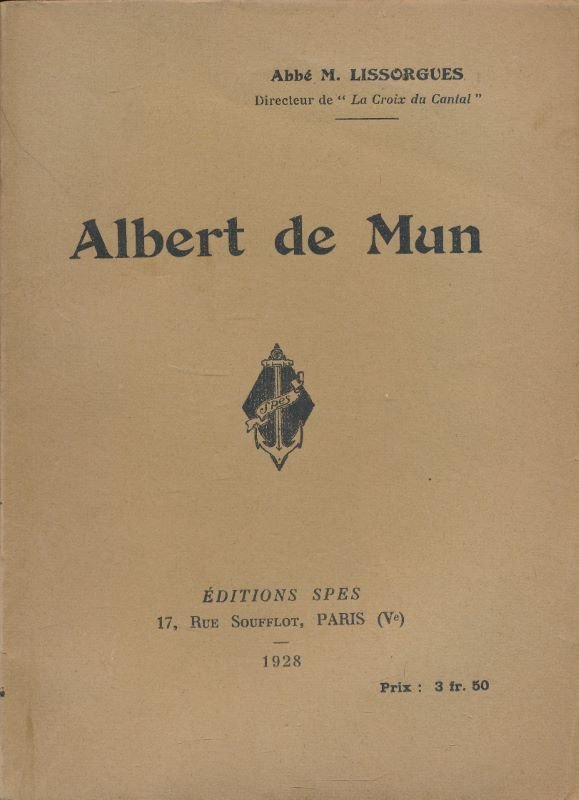 Abbé M. LISSORGUES
Directeur de “ La Croix du Cantal ”
Albert de Mun
Spes
ÉDITIONS SPES
17, RUE SOUFFLOT, PARIS (Ve)
1928
Prix : 3 fr. 50